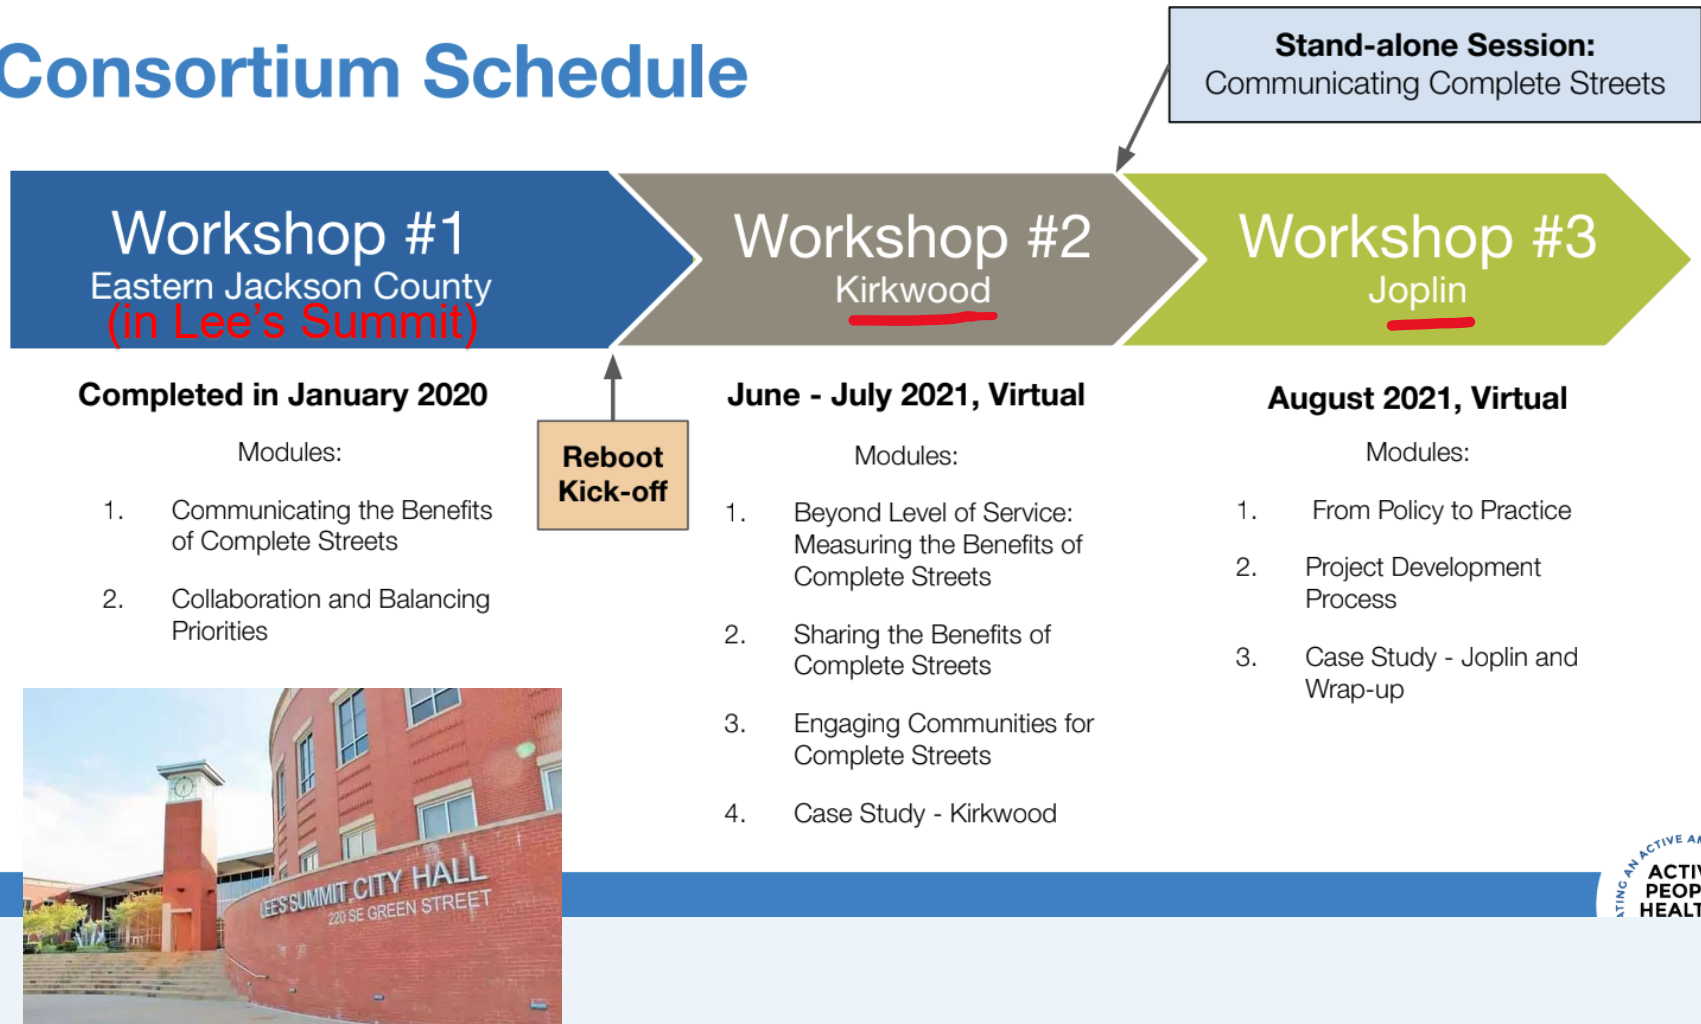 Consortium Schedule
Stand-alone Session:
Communicating Complete Streets
Workshop #1
Eastern Jackson County
(in Lee's Summit)
Workshop #2
Kirkwood
Workshop #3
Joplin
Completed in January 2020
Modules:
1. Communicating the Benefits
of Complete Streets
2. Collaboration and Balancing
Priorities
Reboot
Kick-off
June - July 2021, Virtual
Modules:
1. Beyond Level of Service:
Measuring the Benefits of
Complete Streets
2. Sharing the Benefits of
Complete Streets
3. Engaging Communities for
Complete Streets
4. Case Study - Kirkwood
August 2021, Virtual
Modules:
1. From Policy to Practice
2. Project Development
Process
3. Case Study - Joplin and
Wrap-up
LEE'S SUMMIT CITY HALL
220 SE GREEN STREET
AN ACTIVE